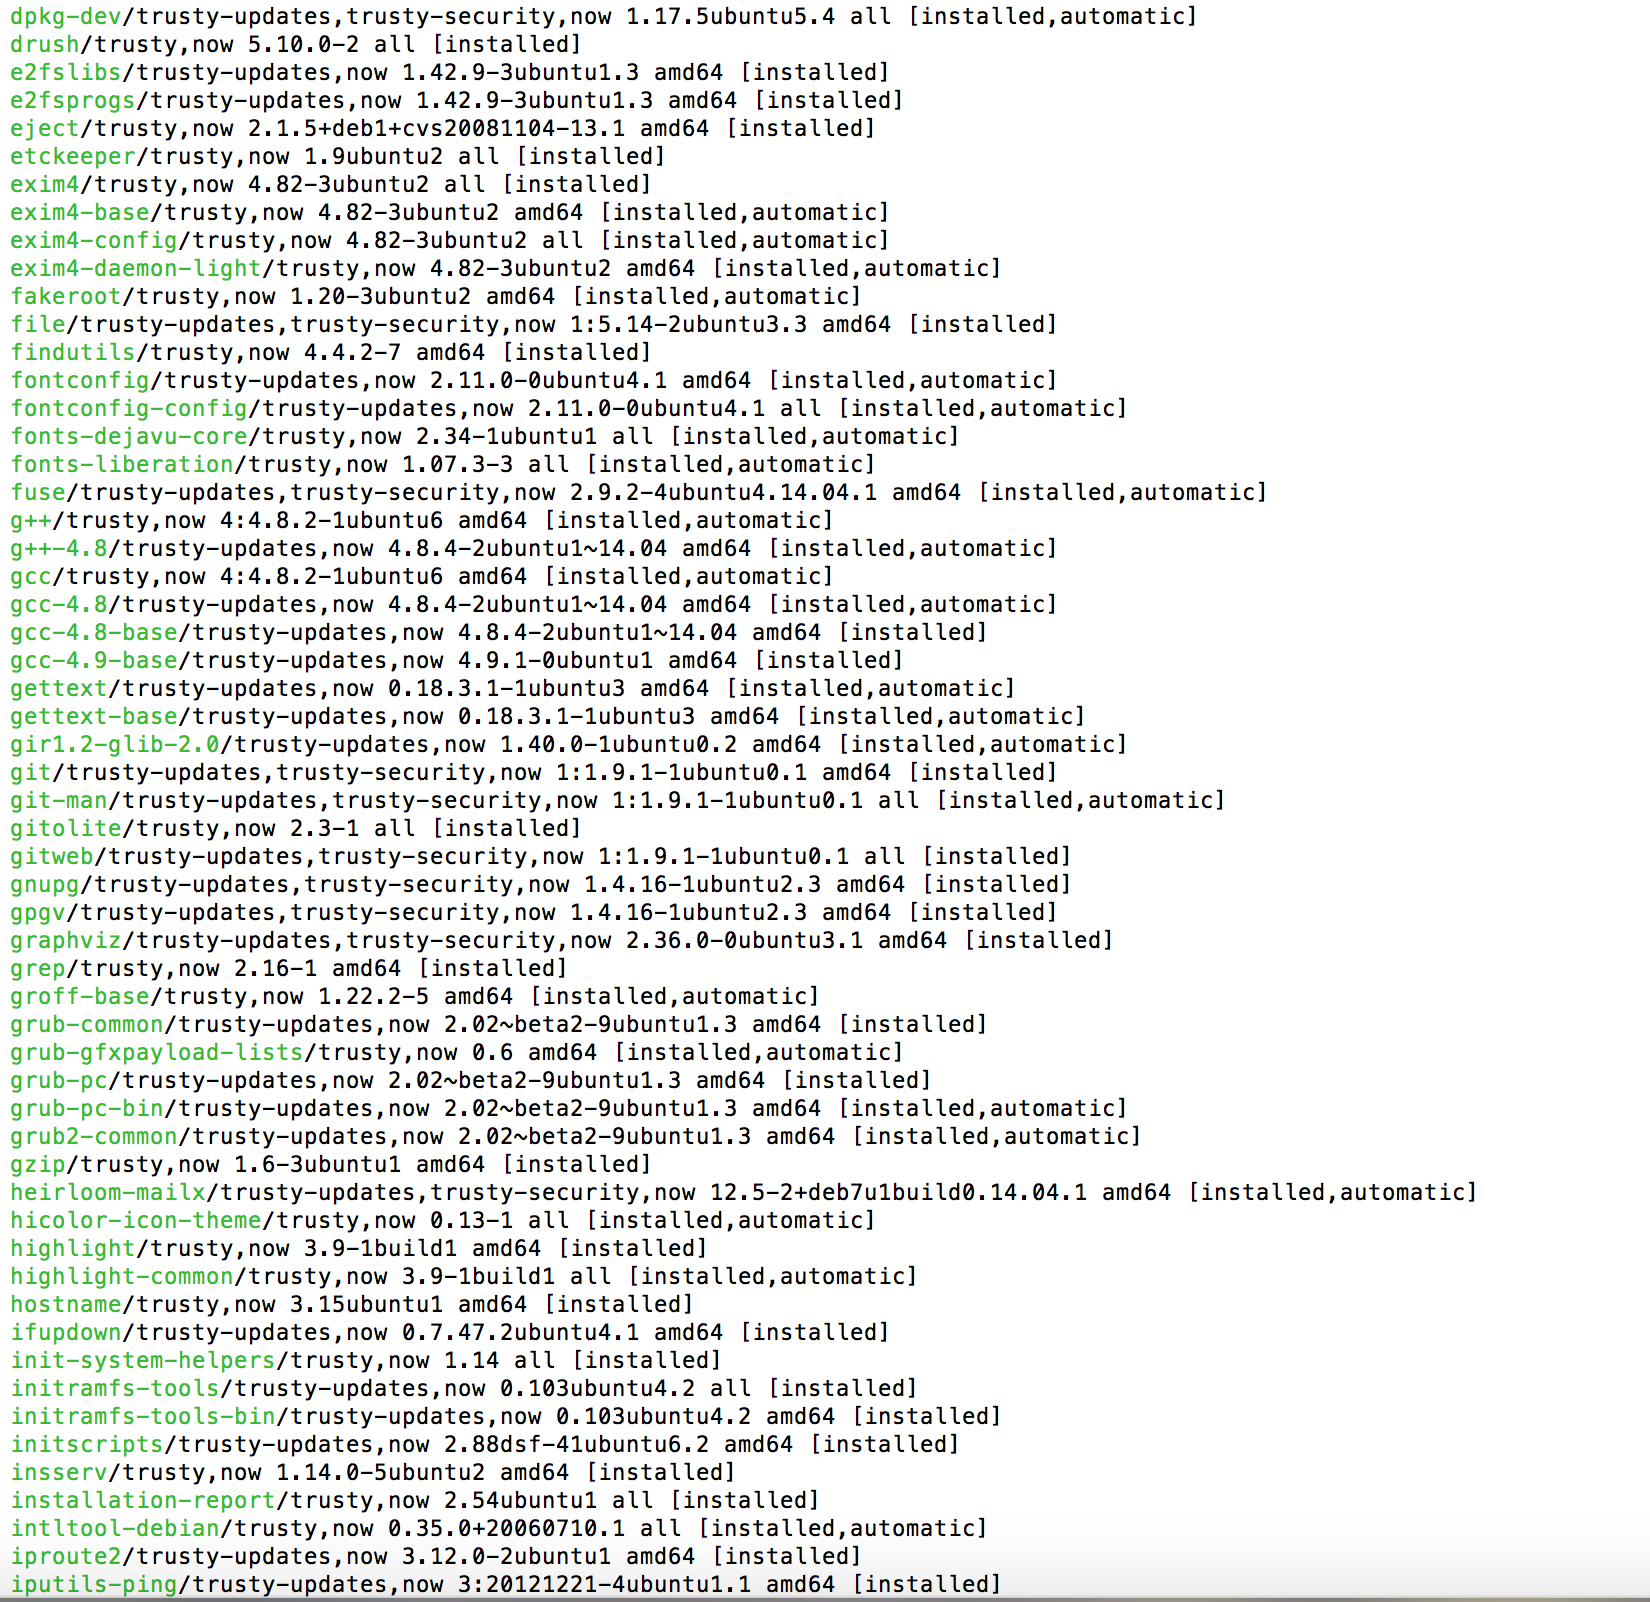 dpkg-dev/trusty-updates,trusty-security,now 1.17.5ubuntu5.4 all [installed,automatic]
drush/trusty,now 5.10.0-2 all [installed]
e2fslibs/trusty-updates,now 1.42.9-3ubuntu1.3 amd64 [installed]
e2fsprogs/trusty-updates,now 1.42.9-3ubuntu1.3 amd64 [installed]
eject/trusty,now 2.1.5+deb1+cvs20081104-13.1 amd64 [installed]
etckeeper/trusty,now 1.9ubuntu2 all [installed]
exim4/trusty,now 4.82-3ubuntu2 all [installed]
exim4-base/trusty,now 4.82-3ubuntu2 amd64 [installed,automatic]
exim4-config/trusty,now 4.82-3ubuntu2 all [installed,automatic]
exim4-daemon-light/trusty,now 4.82-3ubuntu2 amd64 [installed,automatic]
fakeroot/trusty,now 1.20-3ubuntu2 amd64 [installed,automatic]
file/trusty-updates,trusty-security,now 1:5.14-2ubuntu3.3 amd64 [installed]
findutils/trusty,now 4.4.2-7 amd64 [installed]
fontconfig/trusty-updates,now 2.11.0-0ubuntu4.1 amd64 [installed,automatic]
fontconfig-config/trusty-updates,now 2.11.0-0ubuntu4.1 all [installed,automatic]
fonts-dejavu-core/trusty,now 2.34-1ubuntu1 all [installed,automatic]
fonts-liberation/trusty,now 1.07.3-3 all [installed,automatic]
fuse/trusty-updates,trusty-security,now 2.9.2-4ubuntu4.14.04.1 amd64 [installed,automatic]
g++/trusty,now 4:4.8.2-1ubuntu6 amd64 [installed,automatic]
g++-4.8/trusty-updates,now 4.8.4-2ubuntu1~14.04 amd64 [installed,automatic]
gcc/trusty,now 4:4.8.2-1ubuntu6 amd64 [installed,automatic]
gcc-4.8/trusty-updates,now 4.8.4-2ubuntu1~14.04 amd64 [installed,automatic]
gcc-4.8-base/trusty-updates,now 4.8.4-2ubuntu1~14.04 amd64 [installed]
gcc-4.9-base/trusty-updates,now 4.9.1-0ubuntu1 amd64 [installed]
gettext/trusty-updates,now 0.18.3.1-1ubuntu3 amd64 [installed,automatic]
gettext-base/trusty-updates,now 0.18.3.1-1ubuntu3 amd64 [installed,automatic]
gir1.2-glib-2.0/trusty-updates,now 1.40.0-1ubuntu0.2 amd64 [installed,automatic]
git/trusty-updates,trusty-security,now 1:1.9.1-1ubuntu0.1 amd64 [installed]
git-man/trusty-updates,trusty-security,now 1:1.9.1-1ubuntu0.1 all [installed,automatic]
gitolite/trusty,now 2.3-1 all [installed]
gitweb/trusty-updates,trusty-security,now 1:1.9.1-1ubuntu0.1 all [installed]
gnupg/trusty-updates,trusty-security,now 1.4.16-1ubuntu2.3 amd64 [installed]
gpgv/trusty-updates,trusty-security,now 1.4.16-1ubuntu2.3 amd64 [installed]
graphviz/trusty-updates,trusty-security,now 2.36.0-0ubuntu3.1 amd64 [installed]
grep/trusty,now 2.16-1 amd64 [installed]
groff-base/trusty,now 1.22.2-5 amd64 [installed,automatic]
grub-common/trusty-updates,now 2.02~beta2-9ubuntu1.3 amd64 [installed]
grub-gfxpayload-lists/trusty,now 0.6 amd64 [installed,automatic]
grub-pc/trusty-updates,now 2.02~beta2-9ubuntu1.3 amd64 [installed]
grub-pc-bin/trusty-updates,now 2.02~beta2-9ubuntu1.3 amd64 [installed,automatic]
grub2-common/trusty-updates,now 2.02~beta2-9ubuntu1.3 amd64 [installed,automatic]
gzip/trusty,now 1.6-3ubuntu1 amd64 [installed]
heirloom-mailx/trusty-updates,trusty-security,now 12.5-2+deb7u1build0.14.04.1 amd64 [installed,automatic]
hicolor-icon-theme/trusty,now 0.13-1 all [installed,automatic]
highlight/trusty,now 3.9-1build1 amd64 [installed]
highlight-common/trusty,now 3.9-1build1 all [installed,automatic]
hostname/trusty,now 3.15ubuntu1 amd64 [installed]
ifupdown/trusty-updates,now 0.7.47.2ubuntu4.1 amd64 [installed]
init-system-helpers/trusty,now 1.14 all [installed]
initramfs-tools/trusty-updates,now 0.103ubuntu4.2 all [installed]
initramfs-tools-bin/trusty-updates,now 0.103ubuntu4.2 amd64 [installed]
initscripts/trusty-updates,now 2.88dsf-41ubuntu6.2 amd64 [installed]
insserv/trusty,now 1.14.0-5ubuntu2 amd64 [installed]
installation-report/trusty,now 2.54ubuntu1 all [installed]
intltool-debian/trusty,now 0.35.0+20060710.1 all [installed,automatic]
iproute2/trusty-updates,now 3.12.0-2ubuntu1 amd64 [installed]
iputils-ping/trusty-updates,now 3:20121221-4ubuntu1.1 amd64 [installed]